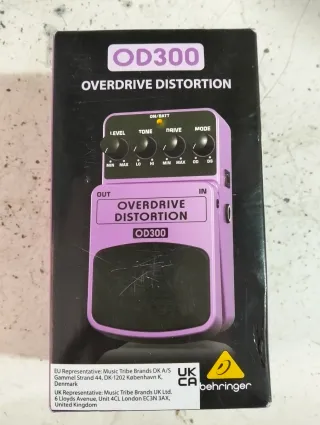 OD300
OVERDRIVE DISTORTION
ON/BATT
LEVEL TONE DRIVE MODE
MIN MAX LO HI MIN MAX OD DS
OUT IN
OVERDRIVE
DISTORTION
OD300
EU Representative: Music Tribe Brands DK A/S
Gammel Strand 44, DK-1202 København K,
Denmark
UK Representative: Music Tribe Brands UK Ltd.
6 Lloyds Avenue, Unit 4CL London EC3N 3AX,
United Kingdom
UK
CA
behringer